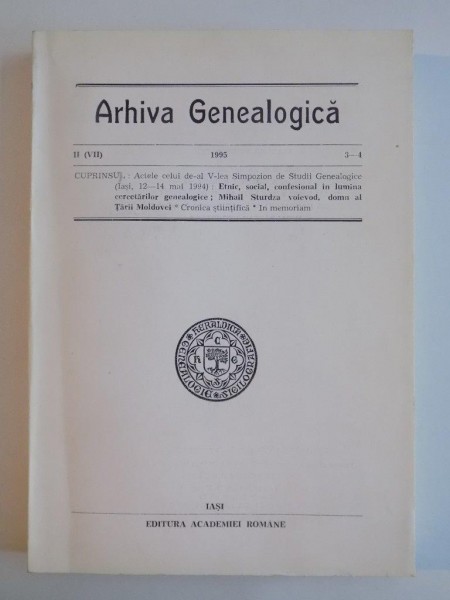 Arhiva Genealogică
II (VII) 1995 3—4
CUPRINSUL : Actele celui de-al V-lea Simpozion de Studii Genealogice
(Iași, 12—14 mai 1994) : Etnic, social, confesional în lumina
cercetărilor genealogice ; Mihail Sturdza voievod, domn al
Țării Moldovei * Cronica științifică * In memoriam
HERALDICA
GENEALOGIE
IAȘI
EDITURA ACADEMIEI ROMÂNE